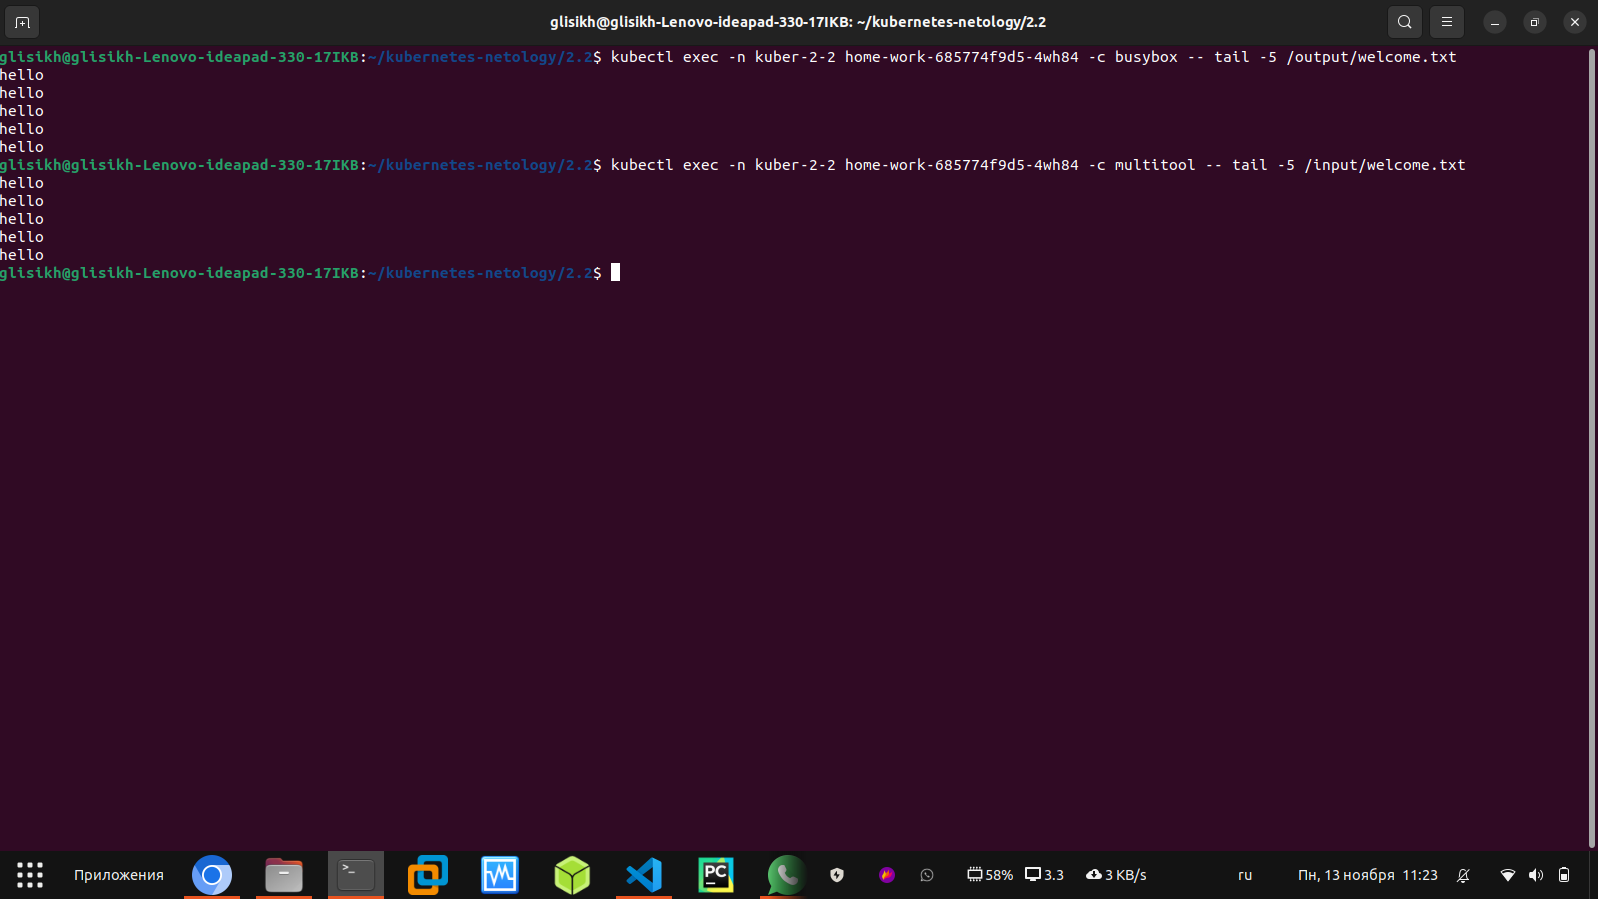 glisikh@glisikh-Lenovo-ideapad-330-17IKB: ~/kubernetes-netology/2.2
glisikh@glisikh-Lenovo-ideapad-330-17IKB:~/kubernetes-netology/2.2$ kubectl exec -n kuber-2-2 home-work-685774f9d5-4wh84 -c busybox -- tail -5 /output/welcome.txt
hello
hello
hello
hello
hello
glisikh@glisikh-Lenovo-ideapad-330-17IKB:~/kubernetes-netology/2.2$ kubectl exec -n kuber-2-2 home-work-685774f9d5-4wh84 -c multitool -- tail -5 /input/welcome.txt
hello
hello
hello
hello
hello
glisikh@glisikh-Lenovo-ideapad-330-17IKB:~/kubernetes-netology/2.2$
Приложения >_ PC 58% 3.3 3 KB/s ru Пн, 13 ноября 11:23